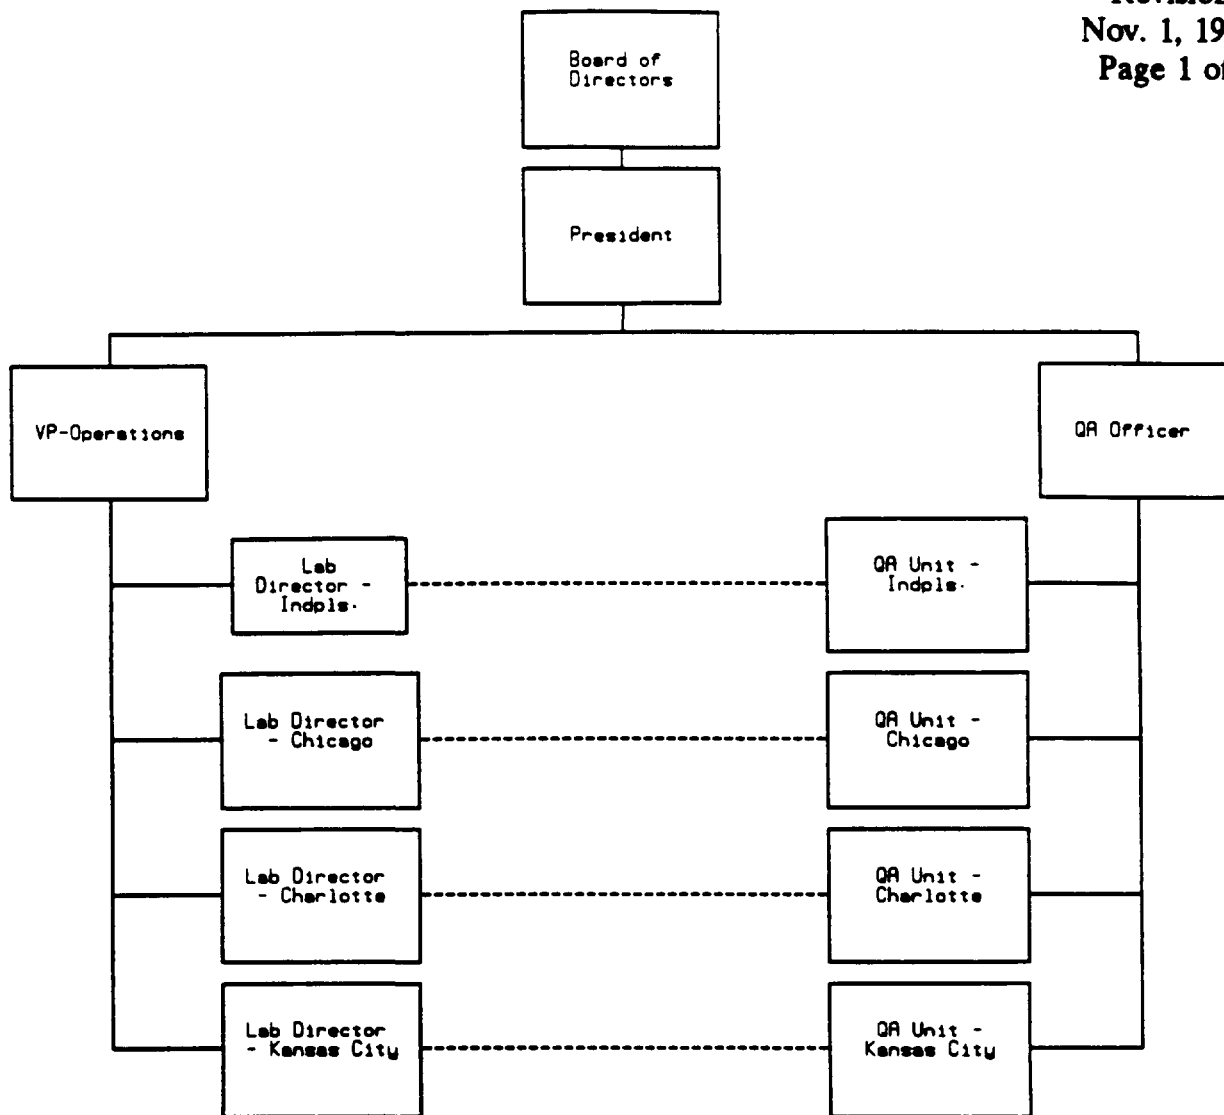 Nov. 1, 19
Page 1 of
Board of
Directors
President
VP-Operations
QA Officer
Lab
Director -
Indpls.
QA Unit -
Indpls.
Lab Director
- Chicago
QA Unit -
Chicago
Lab Director
- Charlotte
QA Unit -
Charlotte
Lab Director
- Kansas City
QA Unit -
Kansas City